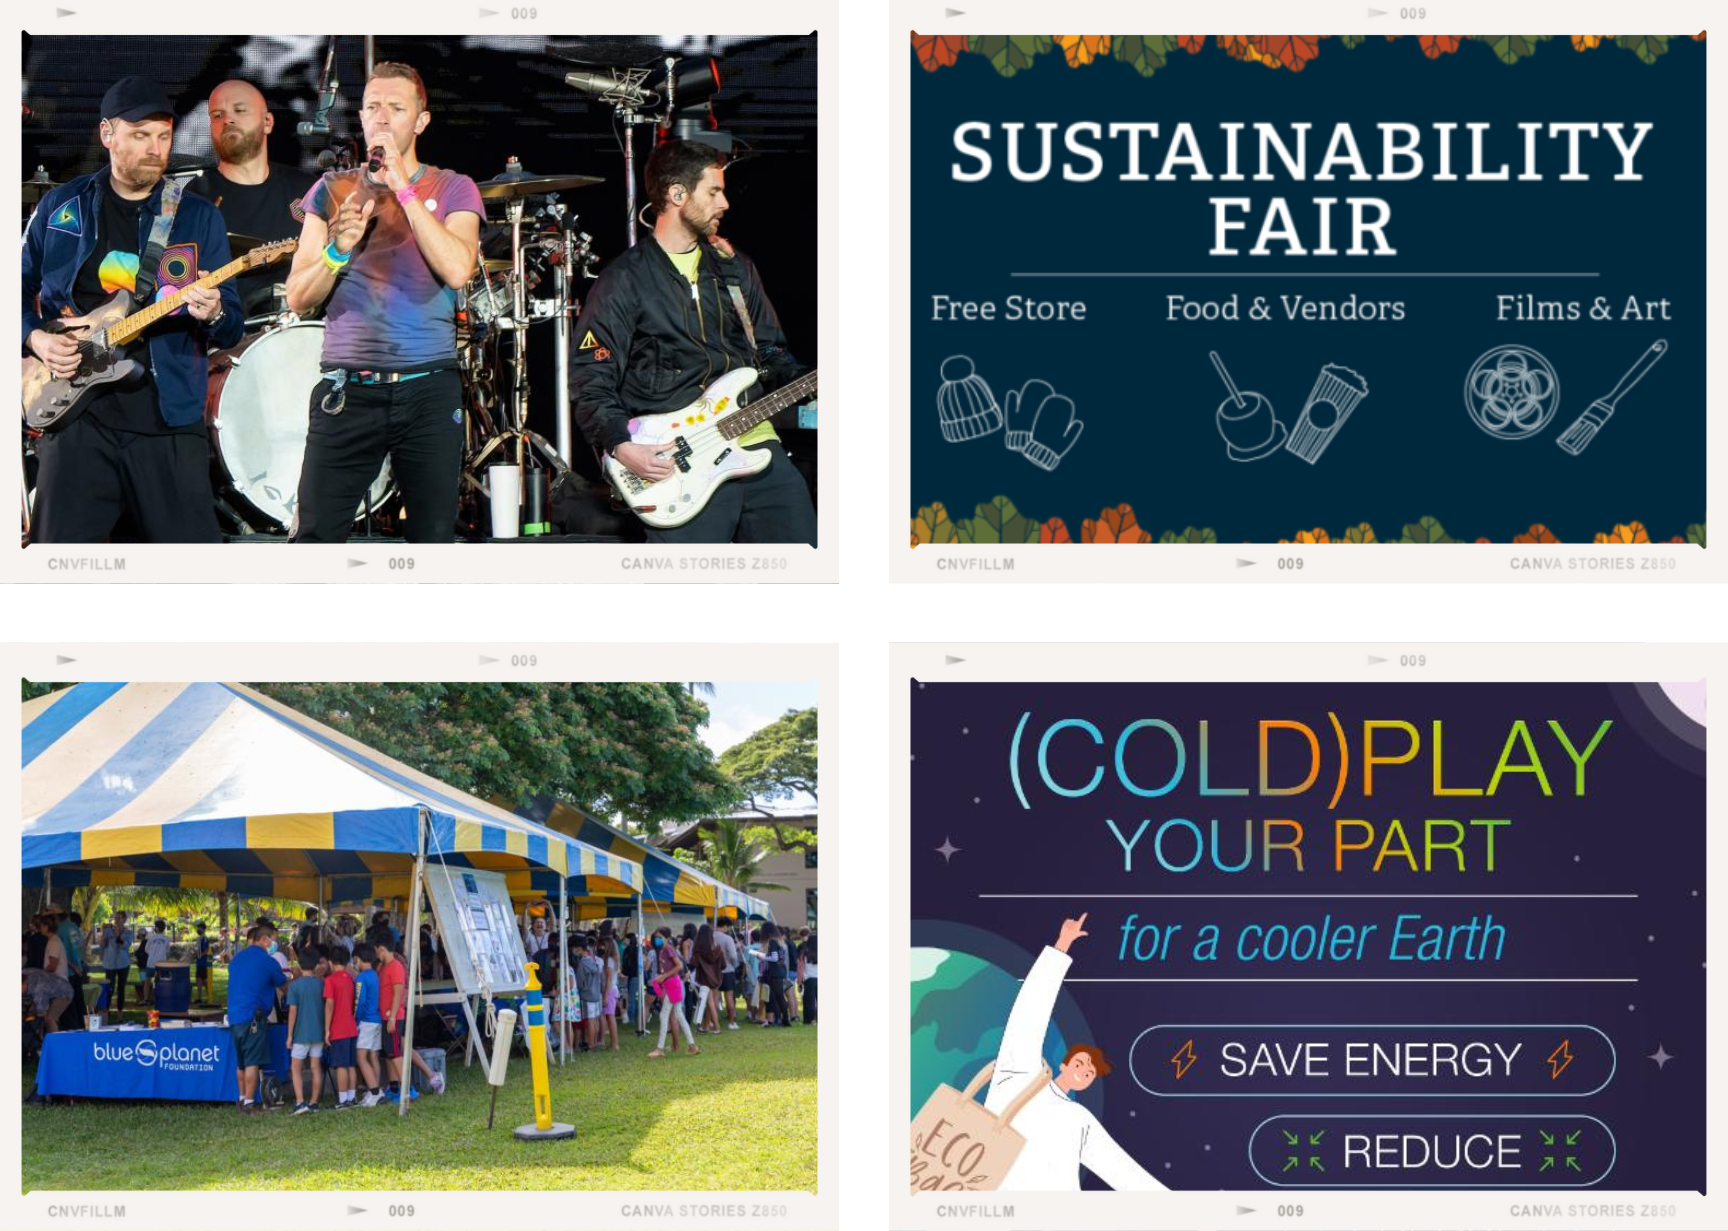 009
009
SUSTAINABILITY
FAIR
Free Store
Food & Vendors
Films & Art
CNVFILLM
009
CANVA STORIES Z850
CNVFILLM
009
CANVA STORIES Z850
009
009
blue planet
FOUNDATION
(COLD)PLAY
YOUR PART
for a cooler Earth
SAVE ENERGY
REDUCE
ECO
Bag
CNVFILLM
009
CANVA STORIES Z850
CNVFILLM
009
CANVA STORIES Z850